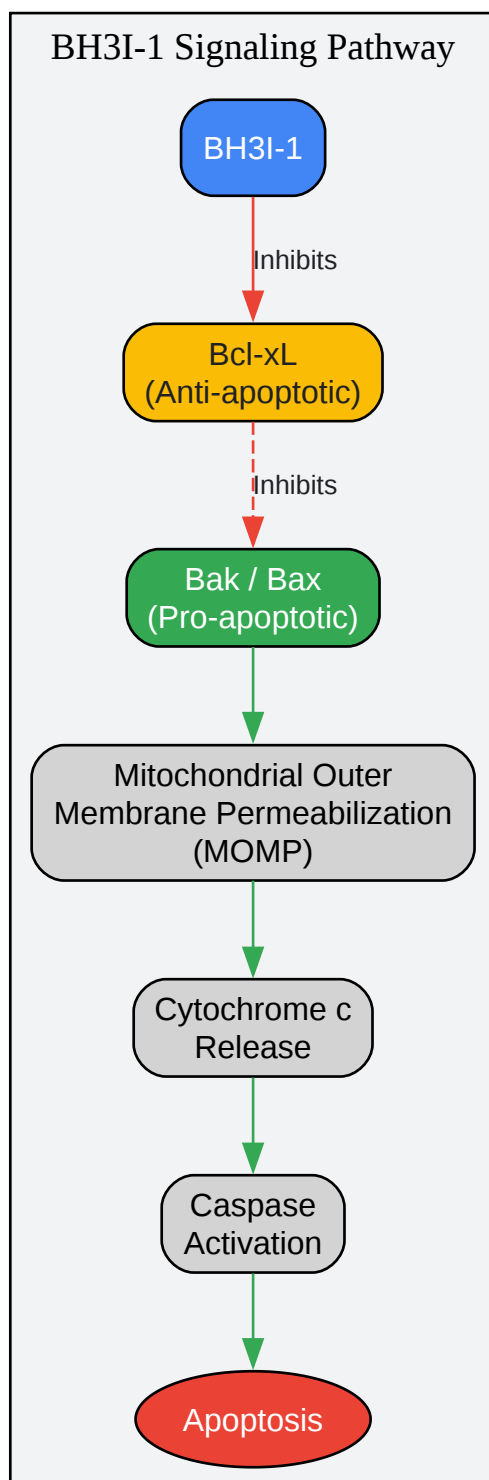 BH3I-1 Signaling Pathway
BH3I-1
Inhibits
Bcl-xL
(Anti-apoptotic)
Inhibits
Bak / Bax
(Pro-apoptotic)
Mitochondrial Outer
Membrane Permeabilization
(MOMP)
Cytochrome c
Release
Caspase
Activation
Apoptosis